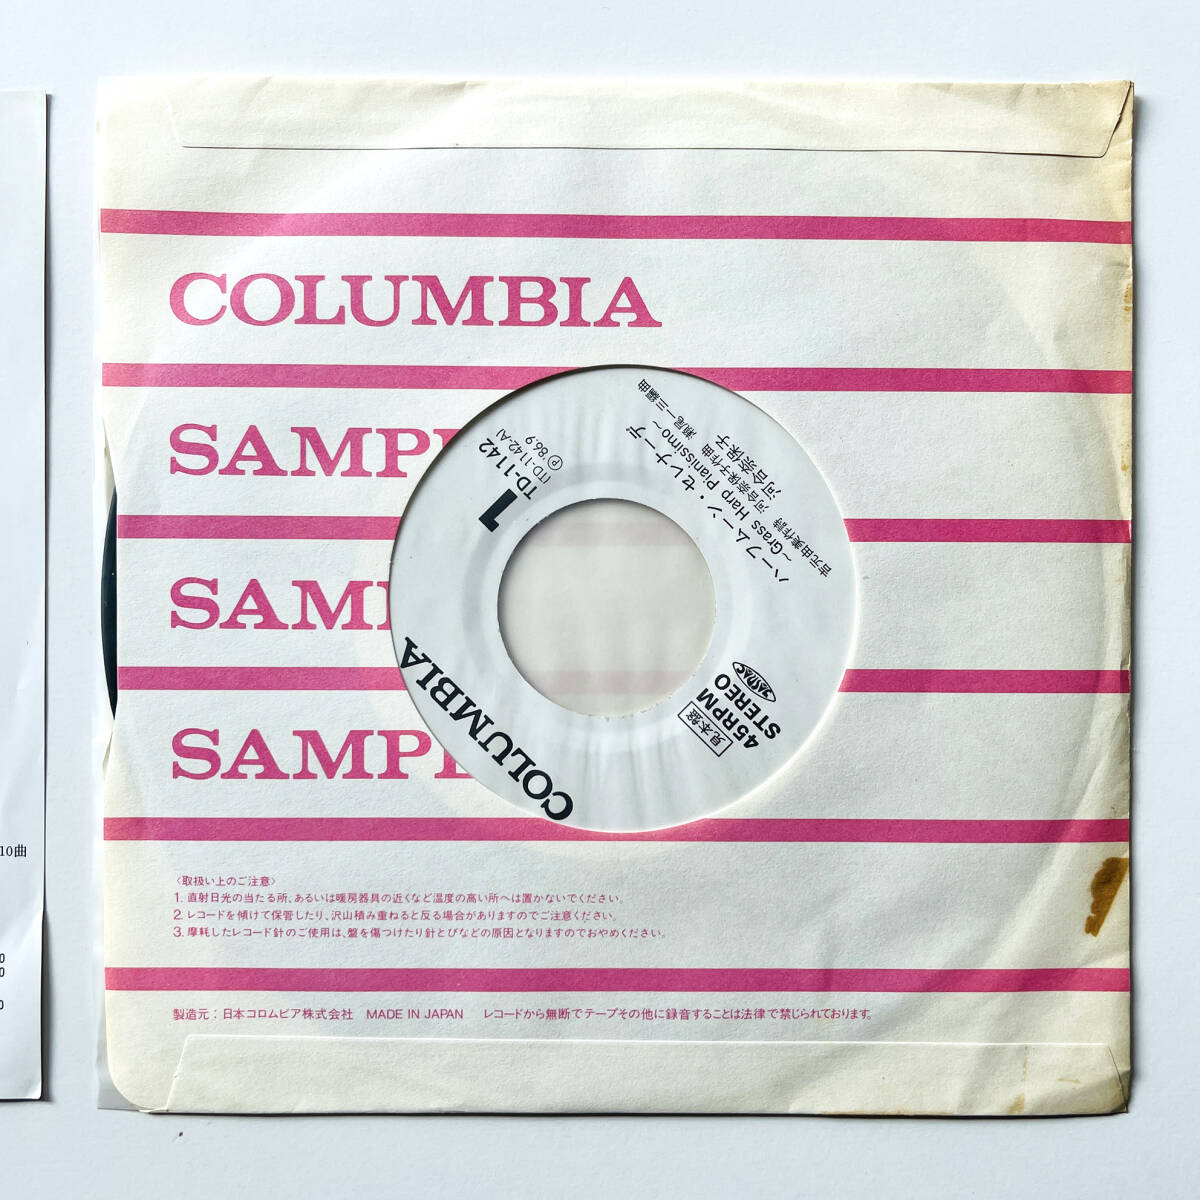 COLUMBIA
SAMPL
SAMI
SAMPL
1
TD-1142
(TD-1142-A)
Ⓟ'86.9
ハーフムーン・セレナーデ
〜Grass Harp Pianissimo〜
吉元由美作詩 河合奈保子作曲 瀬尾一三編曲
河合奈保子
見本盤
45RPM
STEREO
JASRAC
COLUMBIA
〈取扱い上のご注意〉
1. 直射日光の当たる所、あるいは暖房器具の近くなど温度の高い所へは置かないでください。
2. レコードを傾けて保管したり、沢山積み重ねると反る場合がありますのでご注意ください。
3. 摩耗したレコード針のご使用は、盤を傷つけたり針とびなどの原因となりますのでおやめください。
製造元：日本コロムビア株式会社 MADE IN JAPAN レコードから無断でテープその他に録音することは法律で禁じられております。
10曲
0
0
0